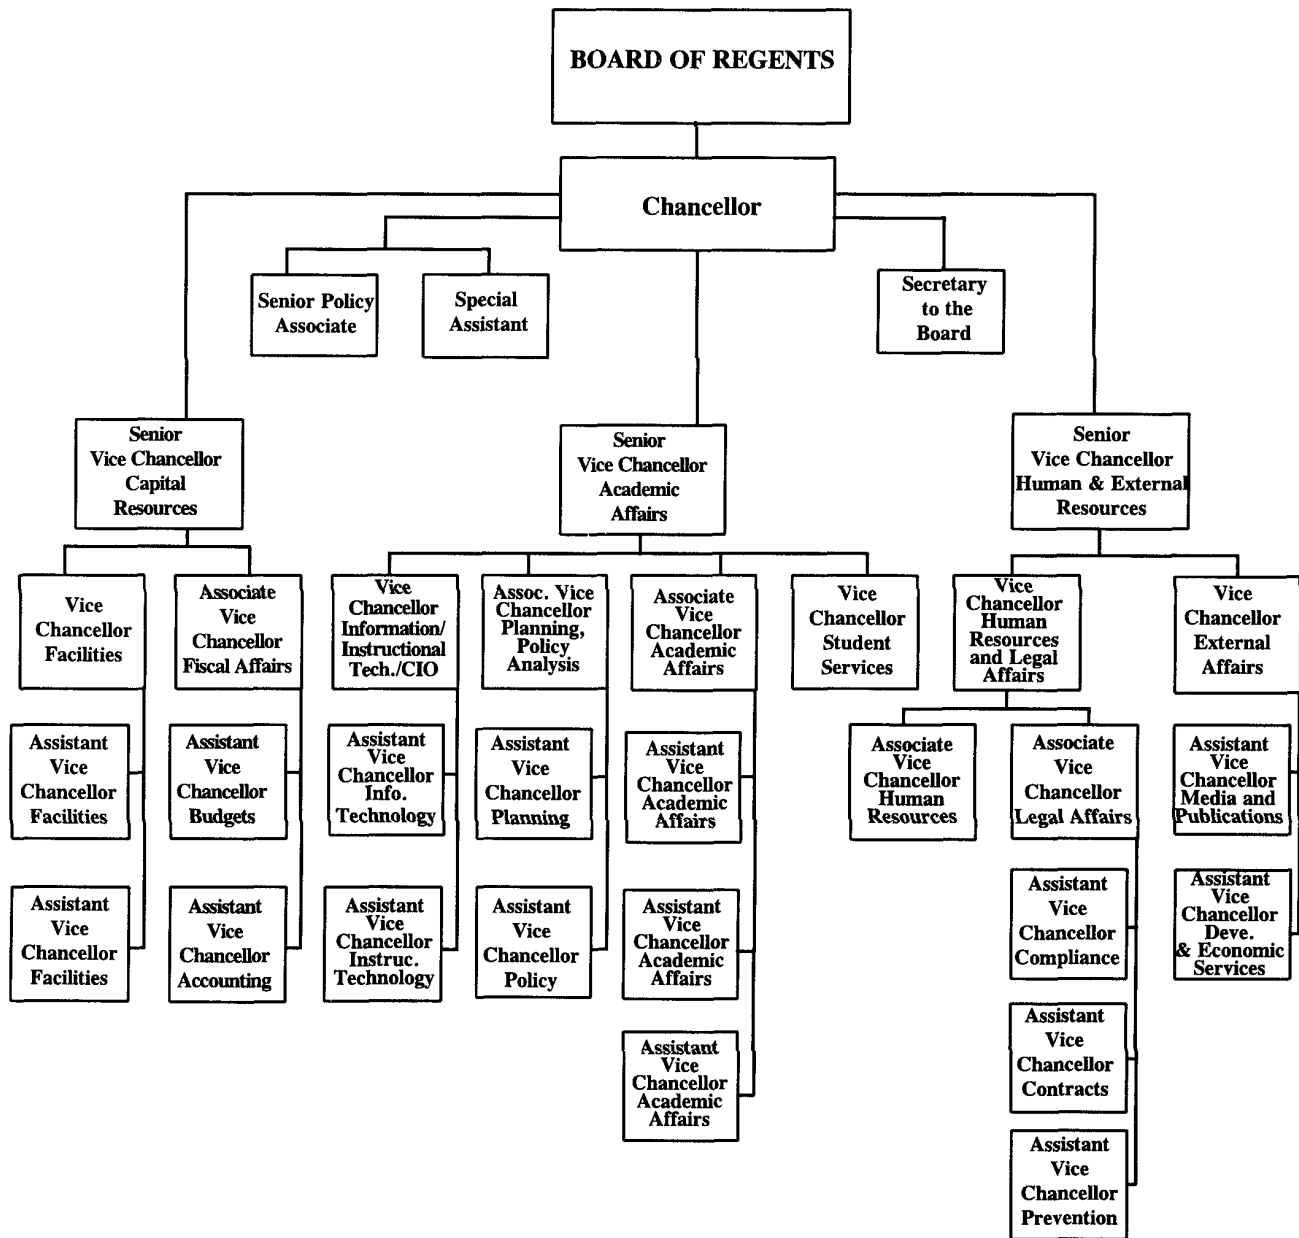 BOARD OF REGENTS
Chancellor
Senior Policy
Associate
Special
Assistant
Secretary
to the
Board
Senior
Vice Chancellor
Capital
Resources
Senior
Vice Chancellor
Academic
Affairs
Senior
Vice Chancellor
Human & External
Resources
Vice
Chancellor
Facilities
Associate
Vice
Chancellor
Fiscal Affairs
Vice
Chancellor
Information/
Instructional
Tech./CIO
Assoc. Vice
Chancellor
Planning,
Policy
Analysis
Associate
Vice
Chancellor
Academic
Affairs
Vice
Chancellor
Student
Services
Vice
Chancellor
Human
Resources
and Legal
Affairs
Vice
Chancellor
External
Affairs
Assistant
Vice
Chancellor
Facilities
Assistant
Vice
Chancellor
Budgets
Assistant
Vice
Chancellor
Info.
Technology
Assistant
Vice
Chancellor
Planning
Assistant
Vice
Chancellor
Academic
Affairs
Associate
Vice
Chancellor
Human
Resources
Associate
Vice
Chancellor
Legal Affairs
Assistant
Vice
Chancellor
Media and
Publications
Assistant
Vice
Chancellor
Facilities
Assistant
Vice
Chancellor
Accounting
Assistant
Vice
Chancellor
Instruc.
Technology
Assistant
Vice
Chancellor
Policy
Assistant
Vice
Chancellor
Academic
Affairs
Assistant
Vice
Chancellor
Compliance
Assistant
Vice
Chancellor
Deve.
& Economic
Services
Assistant
Vice
Chancellor
Academic
Affairs
Assistant
Vice
Chancellor
Contracts
Assistant
Vice
Chancellor
Prevention